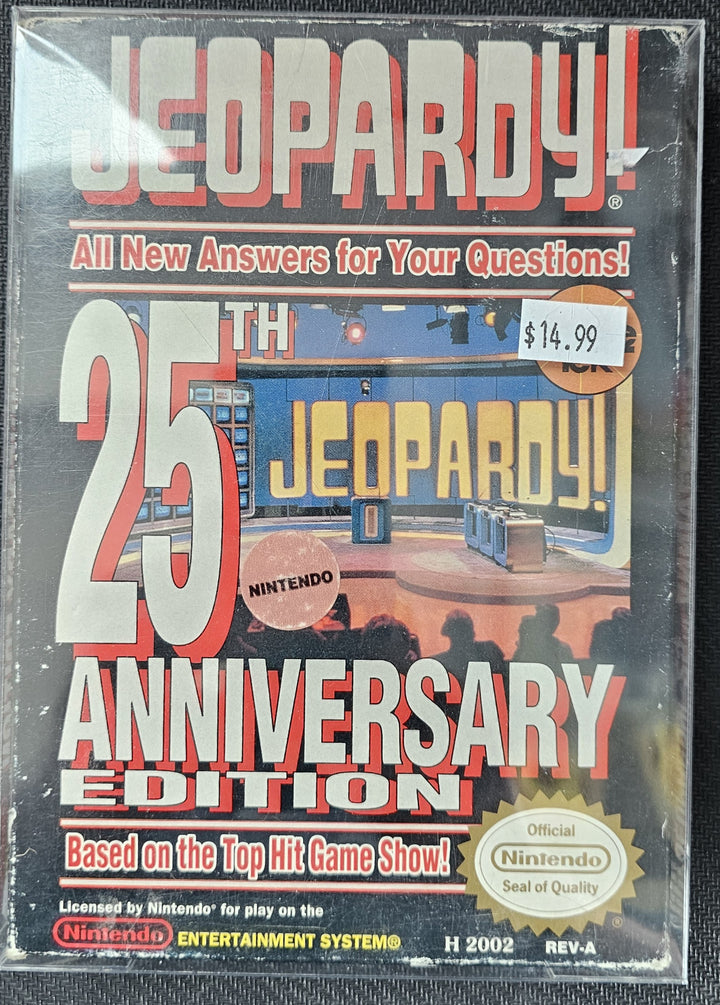 JEOPARDY!
®
All New Answers for Your Questions!
25TH
$14.99
JEOPARDY!
NINTENDO
ANNIVERSARY
EDITION
Based on the Top Hit Game Show!
Official
Nintendo
Seal of Quality
®
Licensed by Nintendo® for play on the
Nintendo ENTERTAINMENT SYSTEM® H 2002 REV-A